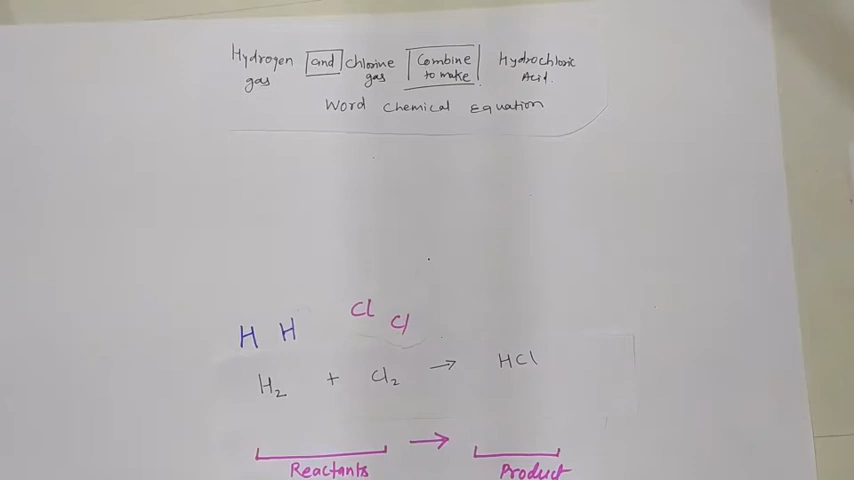 Hydrogen gas and chlorine gas Combine to make Hydrochloric Acid.
Word Chemical Equation
H H Cl Cl
H₂ + Cl₂ → HCl
→
Reactants Product